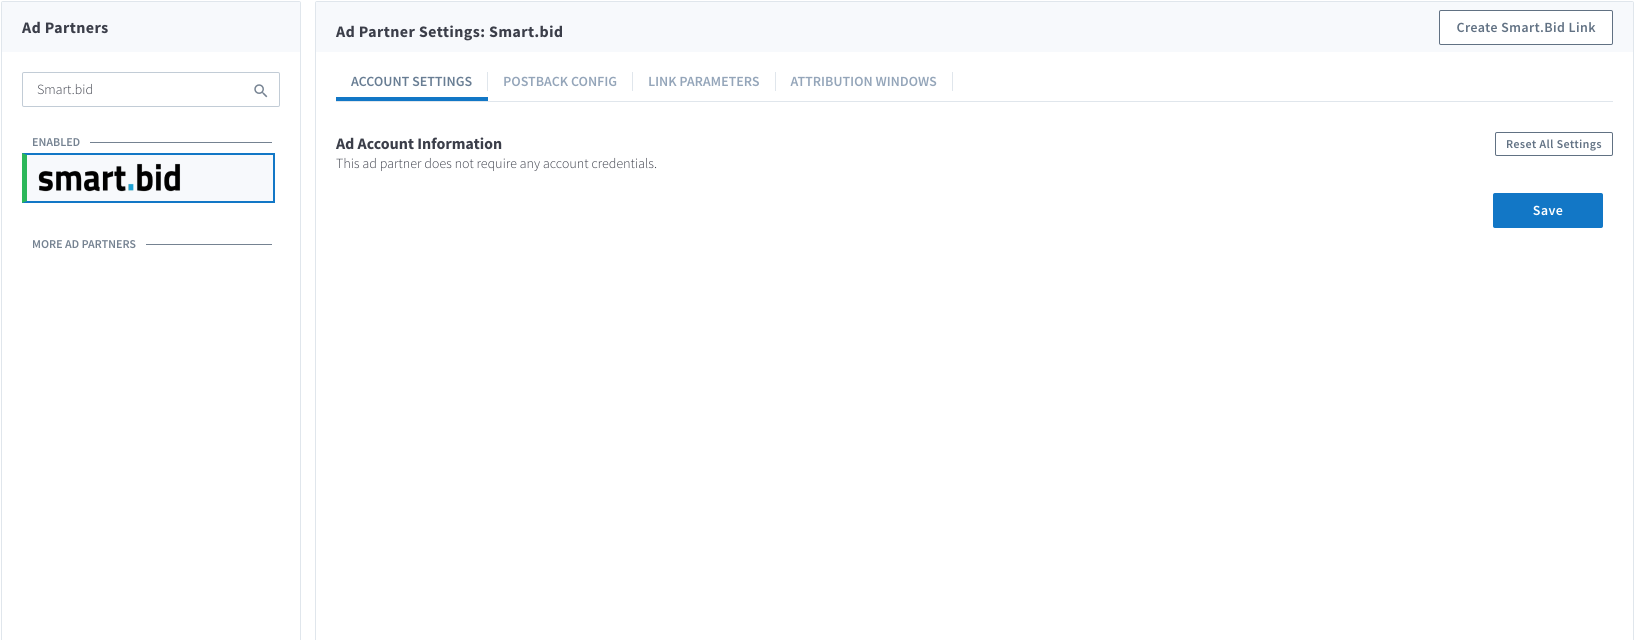 Ad Partners
Smart.bid
ENABLED
smart.bid
MORE AD PARTNERS
Ad Partner Settings: Smart.bid
Create Smart.Bid Link
ACCOUNT SETTINGS
POSTBACK CONFIG
LINK PARAMETERS
ATTRIBUTION WINDOWS
Ad Account Information
Reset All Settings
This ad partner does not require any account credentials.
Save